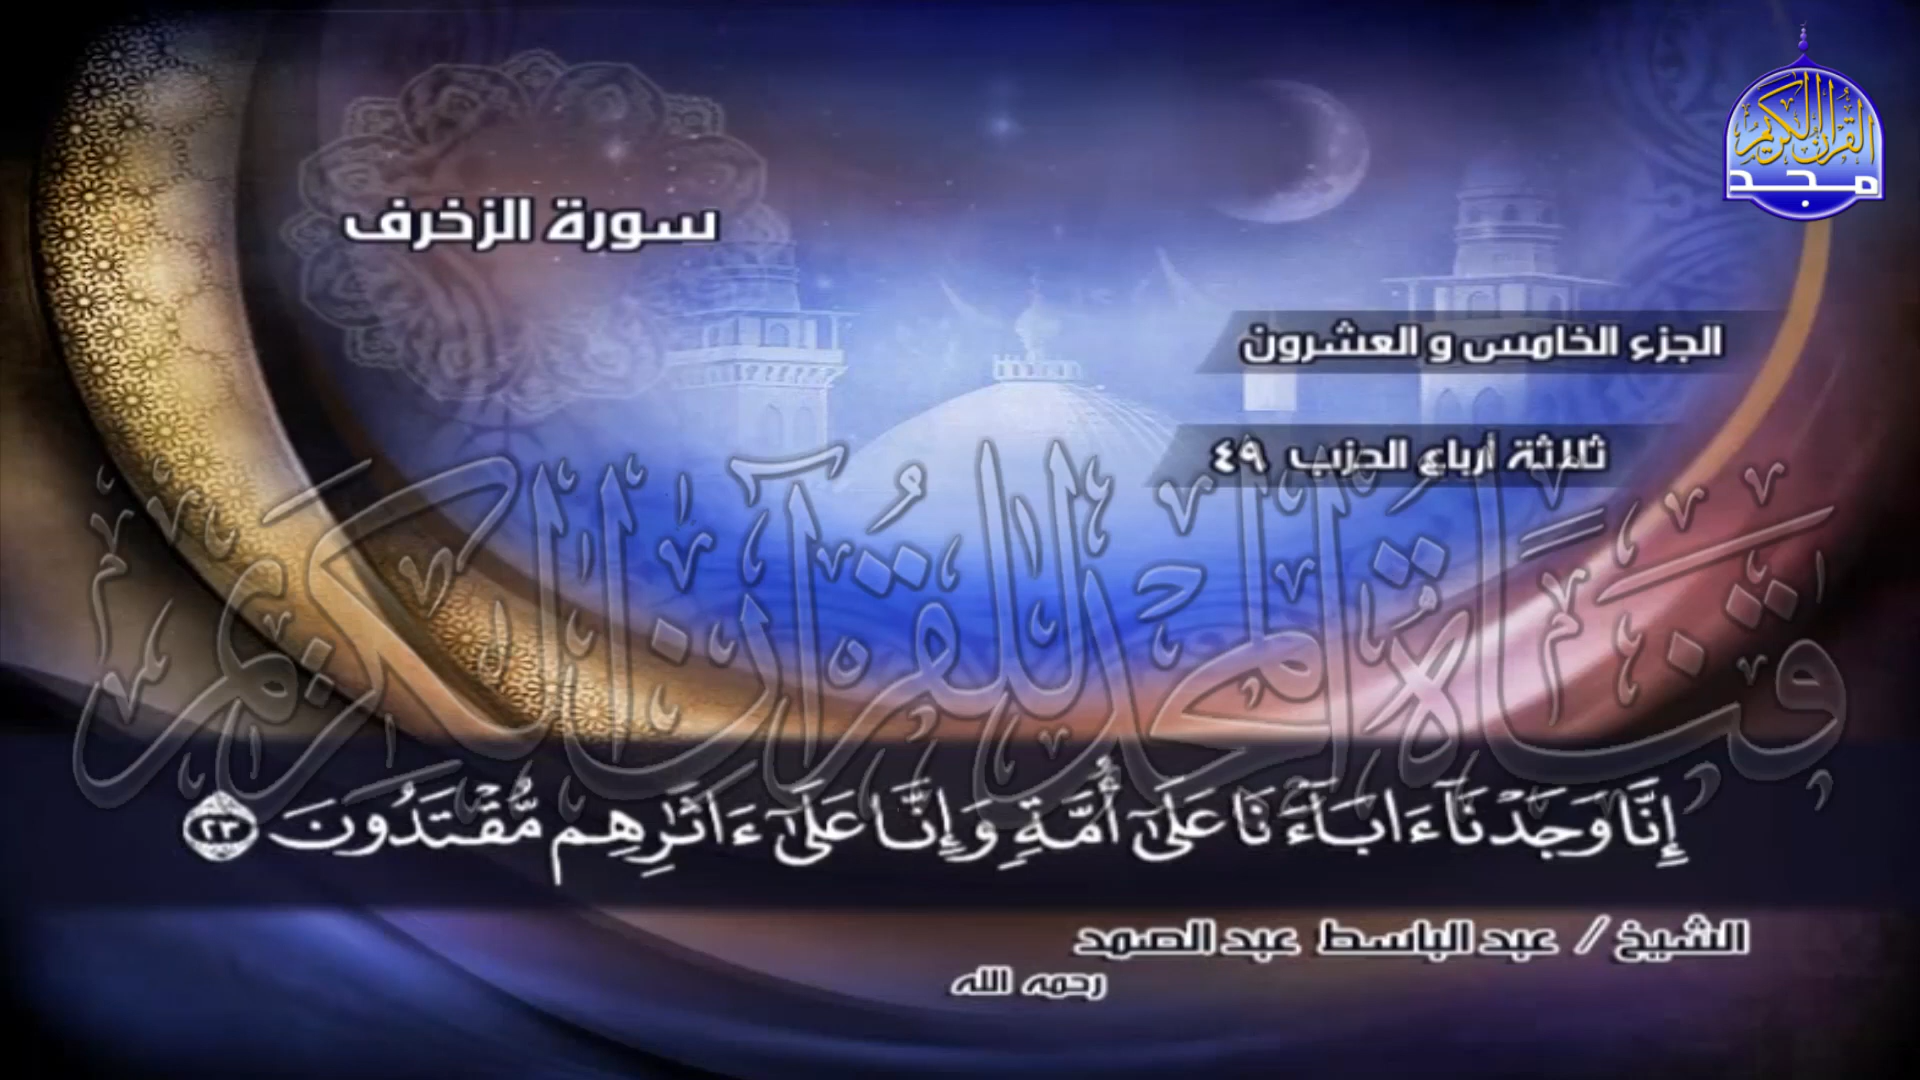 القرآن الكريم
مجد
سورة الزخرف
الجزء الخامس و العشرون
ثلاثة أرباع الحزب ٤٩
قناة المجد للقرآن الكريم
إِنَّا وَجَدْنَآ ءَابَآءَنَا عَلَىٰٓ أُمَّةٍ وَإِنَّا عَلَىٰٓ ءَاثَـٰرِهِم مُّقْتَدُونَ ٢٣
الشيخ / عبد الباسط عبد الصمد
رحمه الله